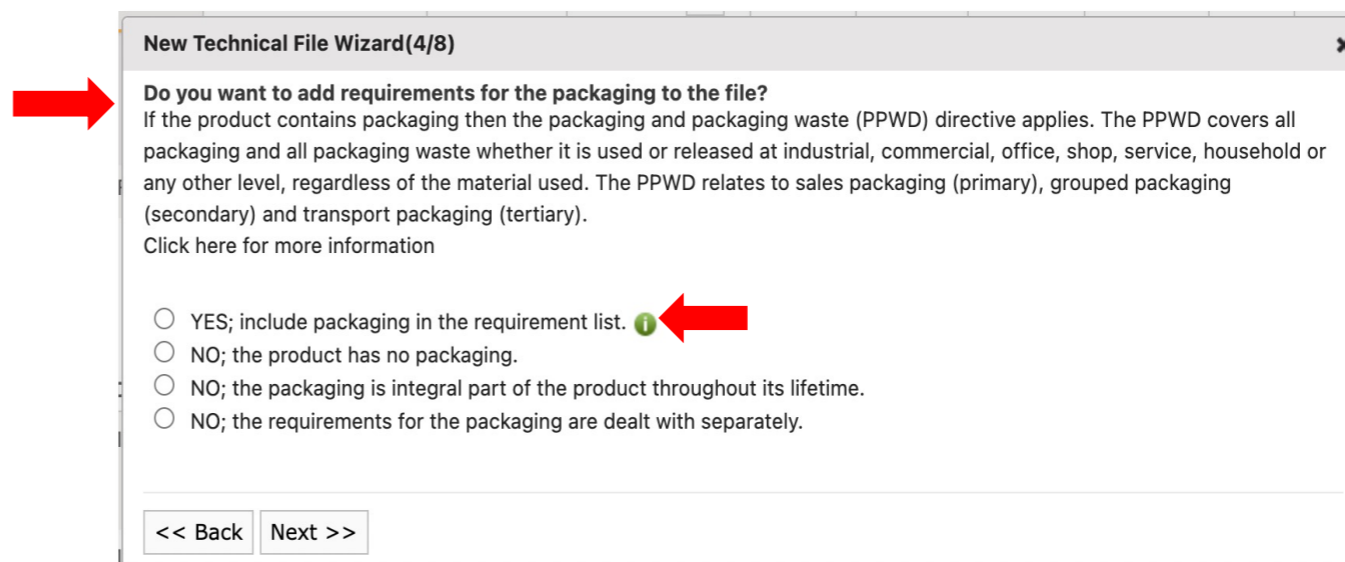 New Technical File Wizard(4/8)
Do you want to add requirements for the packaging to the file?
If the product contains packaging then the packaging and packaging waste (PPWD) directive applies. The PPWD covers all
packaging and all packaging waste whether it is used or released at industrial, commercial, office, shop, service, household or
any other level, regardless of the material used. The PPWD relates to sales packaging (primary), grouped packaging
(secondary) and transport packaging (tertiary).
Click here for more information
YES; include packaging in the requirement list.
NO; the product has no packaging.
NO; the packaging is integral part of the product throughout its lifetime.
NO; the requirements for the packaging are dealt with separately.
<< Back Next >>